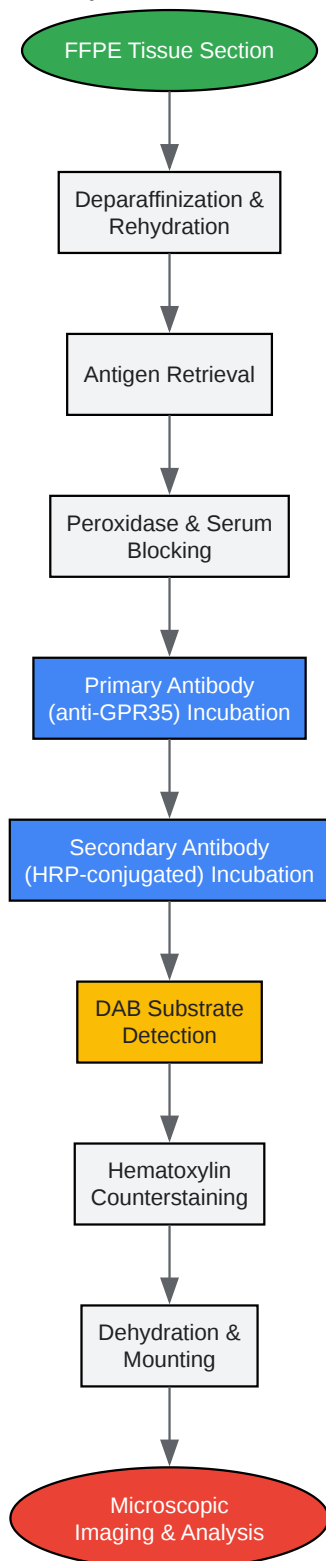 FFPE Tissue Section
Deparaffinization &
Rehydration
Antigen Retrieval
Peroxidase & Serum
Blocking
Primary Antibody
(anti-GPR35) Incubation
Secondary Antibody
(HRP-conjugated) Incubation
DAB Substrate
Detection
Hematoxylin
Counterstaining
Dehydration &
Mounting
Microscopic
Imaging & Analysis